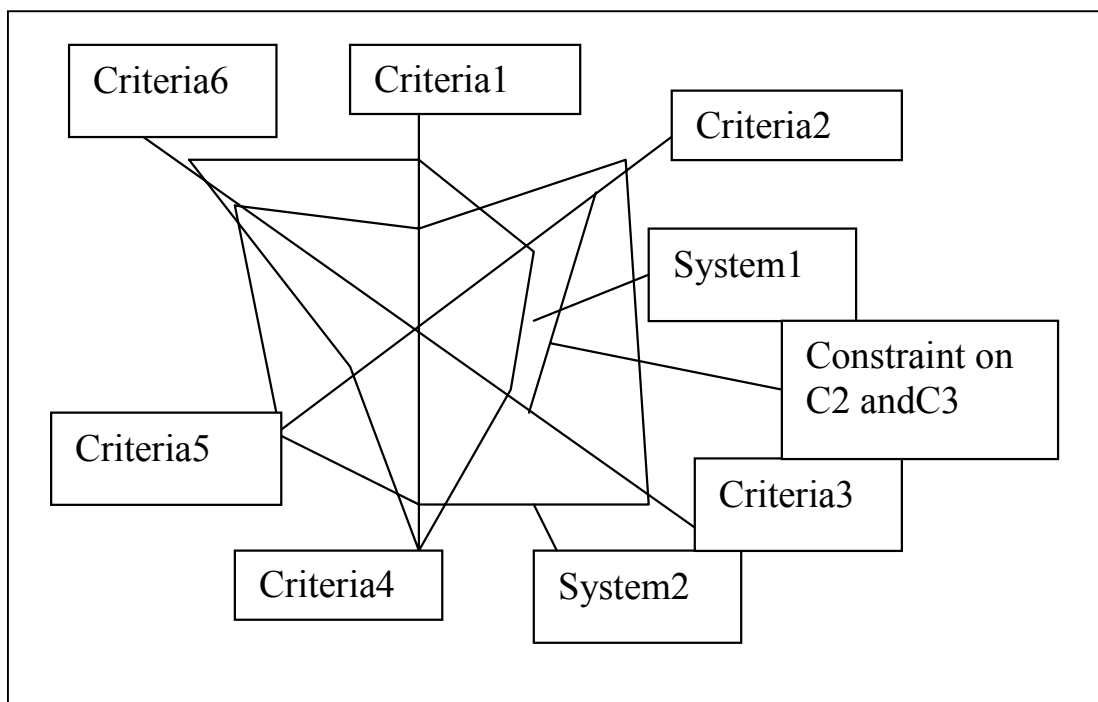 Criteria6
Criteria1
Criteria2
System1
Constraint on
C2 andC3
Criteria5
Criteria3
Criteria4
System2